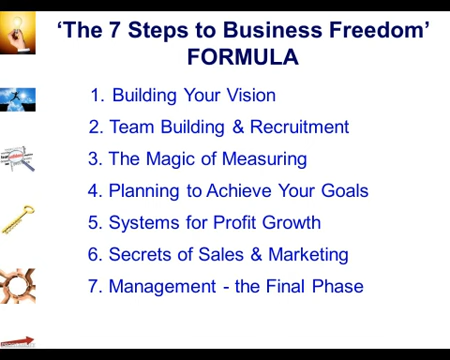 ‘The 7 Steps to Business Freedom’
FORMULA
1. Building Your Vision
2. Team Building & Recruitment
3. The Magic of Measuring
4. Planning to Achieve Your Goals
5. Systems for Profit Growth
6. Secrets of Sales & Marketing
7. Management - the Final Phase